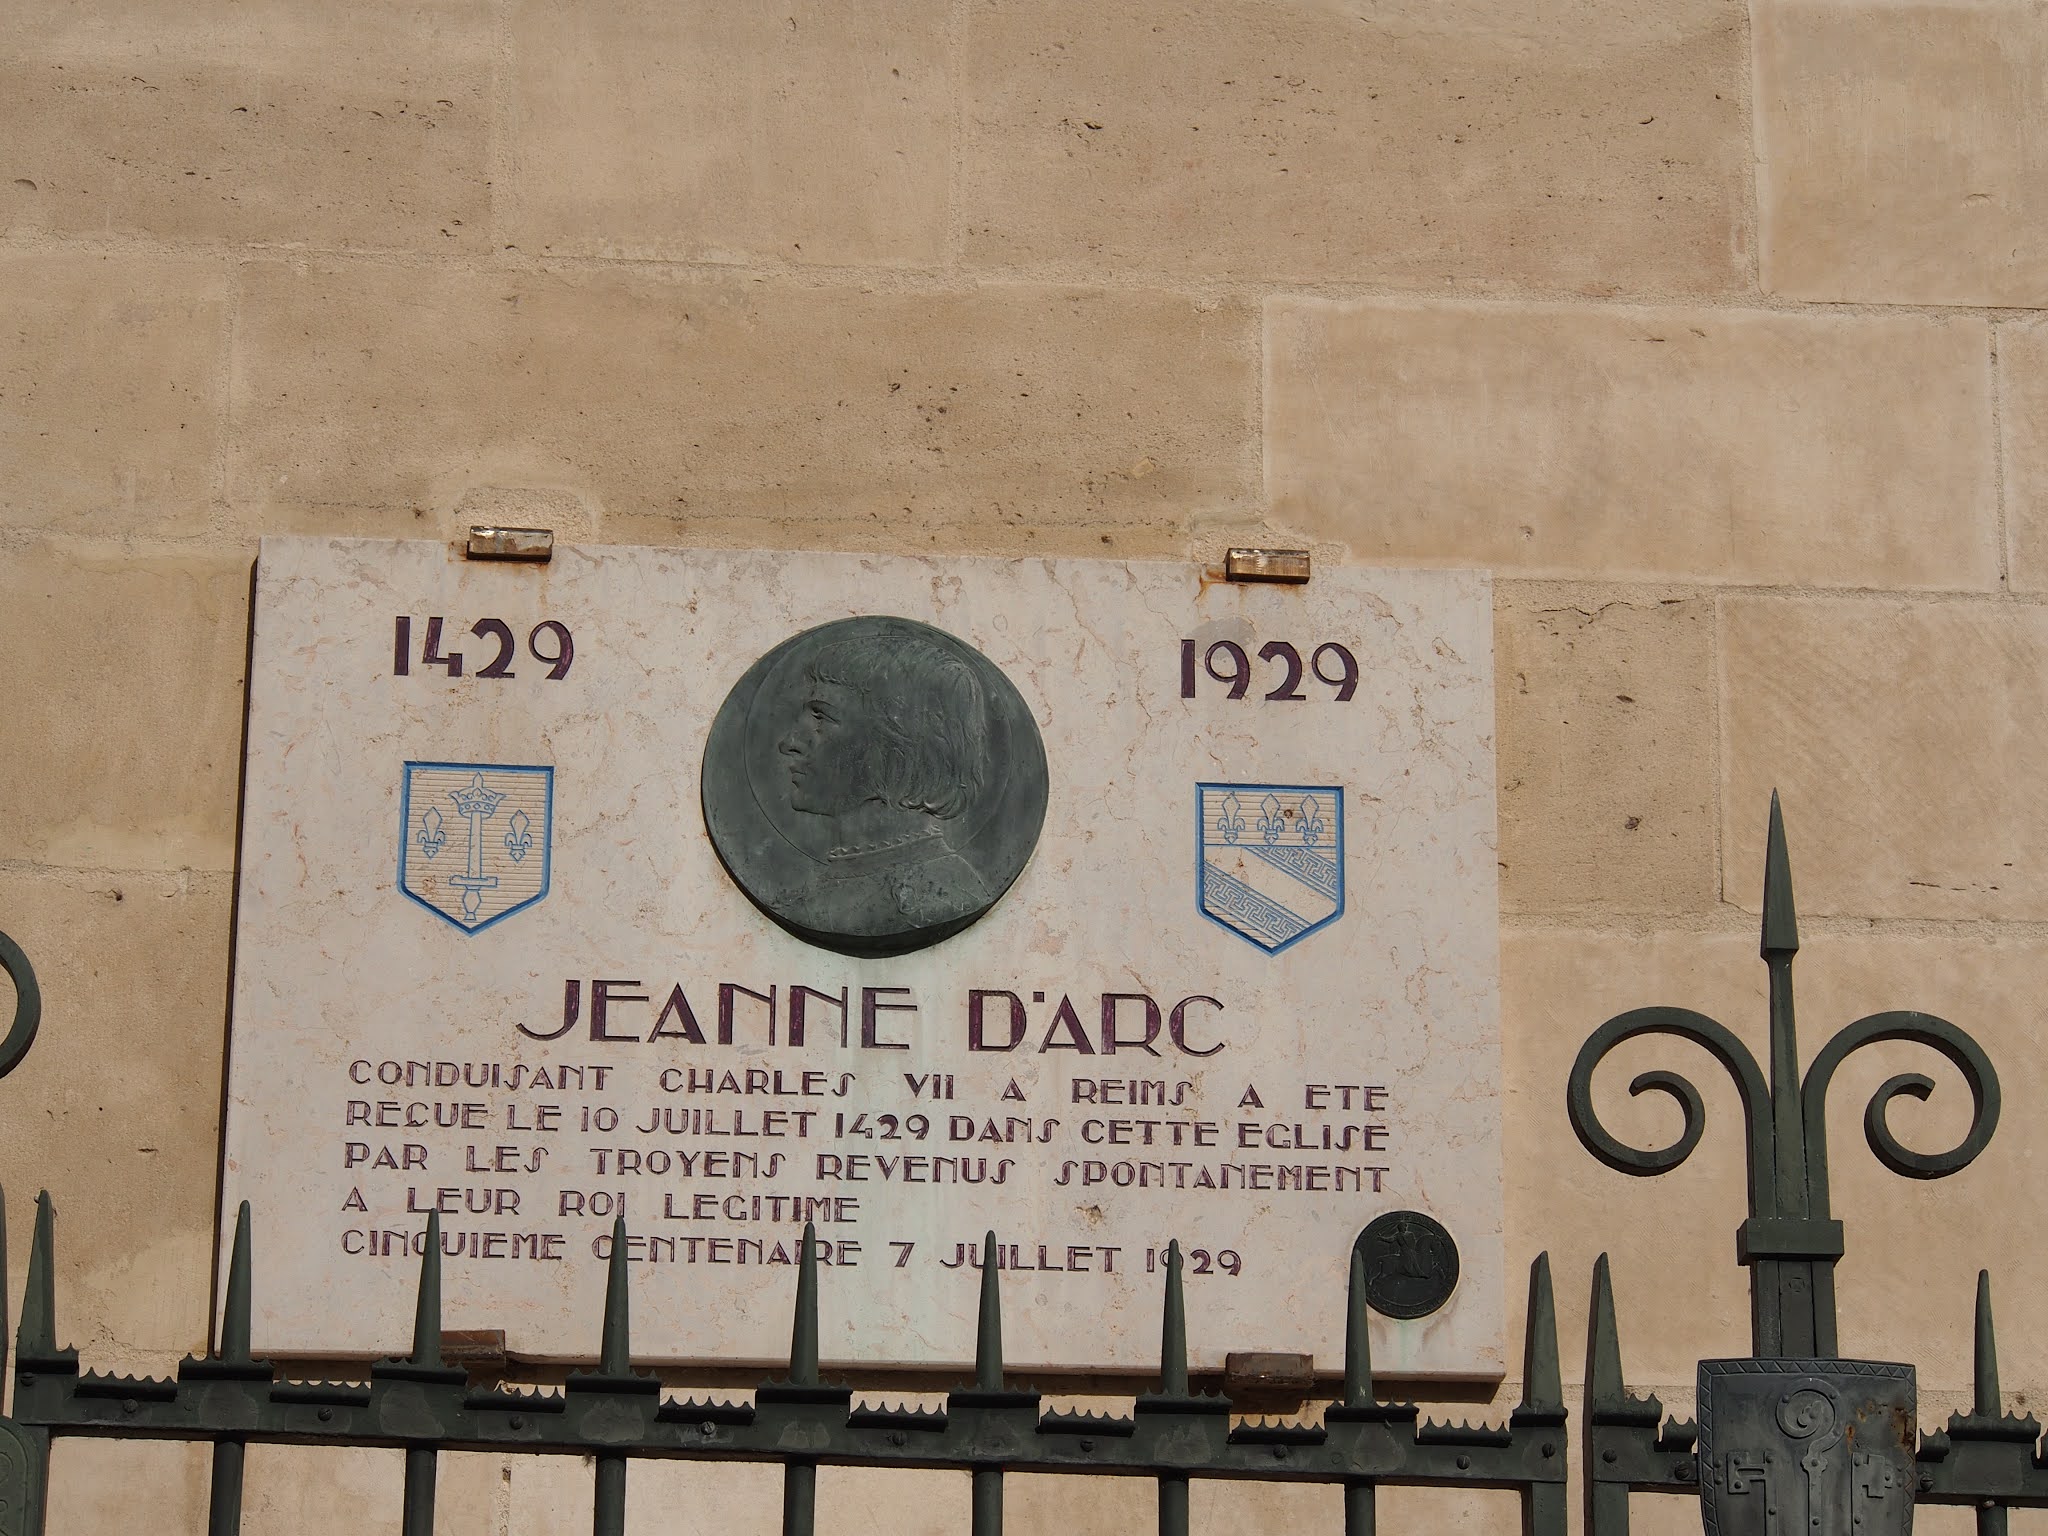 1429 1929
JEANNE D'ARC
CONDUISANT CHARLES VII A REIMS A ETE
REÇUE LE 10 JUILLET 1429 DANS CETTE EGLISE
PAR LES TROYENS REVENUS SPONTANEMENT
A LEUR ROI LEGITIME
CINQUIEME CENTENAIRE 7 JUILLET 1929